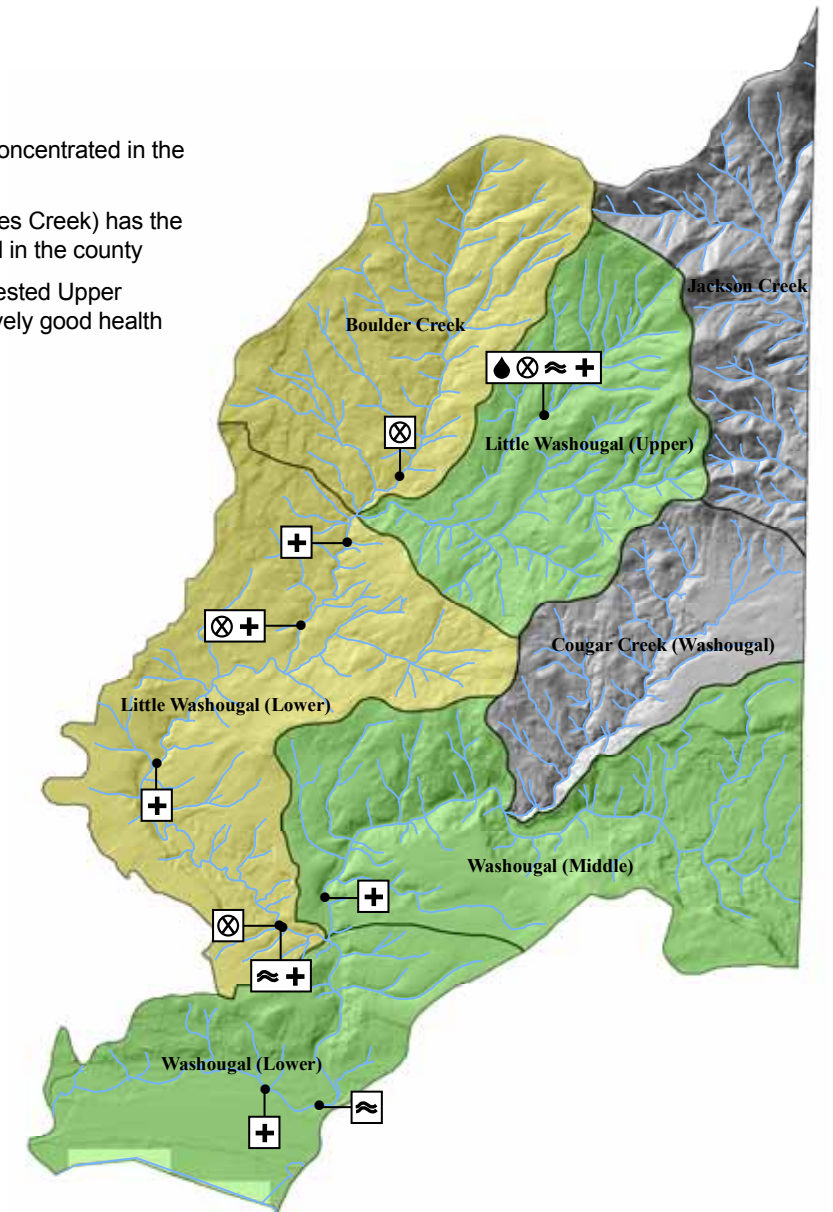 oncentrated in the
es Creek) has the
l in the county
ested Upper
vely good health
Jackson Creek
Boulder Creek
Little Washougal (Upper)
Cougar Creek (Washougal)
Little Washougal (Lower)
Washougal (Middle)
Washougal (Lower)